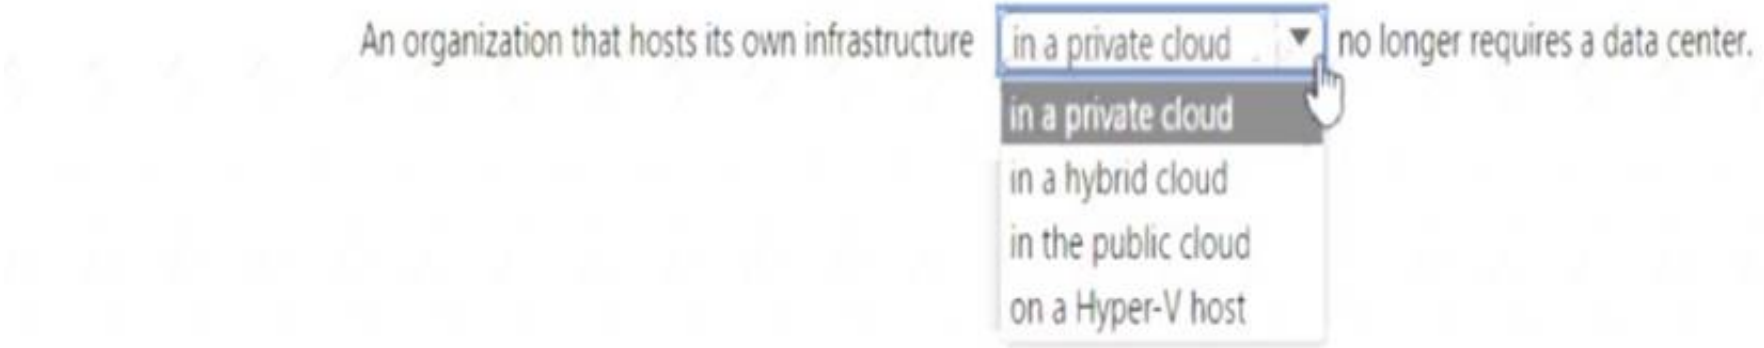 An organization that hosts its own infrastructure in a private cloud no longer requires a data center.
in a private cloud
in a hybrid cloud
in the public cloud
on a Hyper-V host